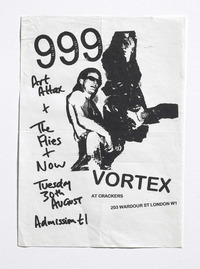 999
Art
Attax
+
The
Flies
+
Now
Tuesday
30th
AUGUST
Admission £1
VORTEX
AT CRACKERS
203 WARDOUR ST LONDON W1